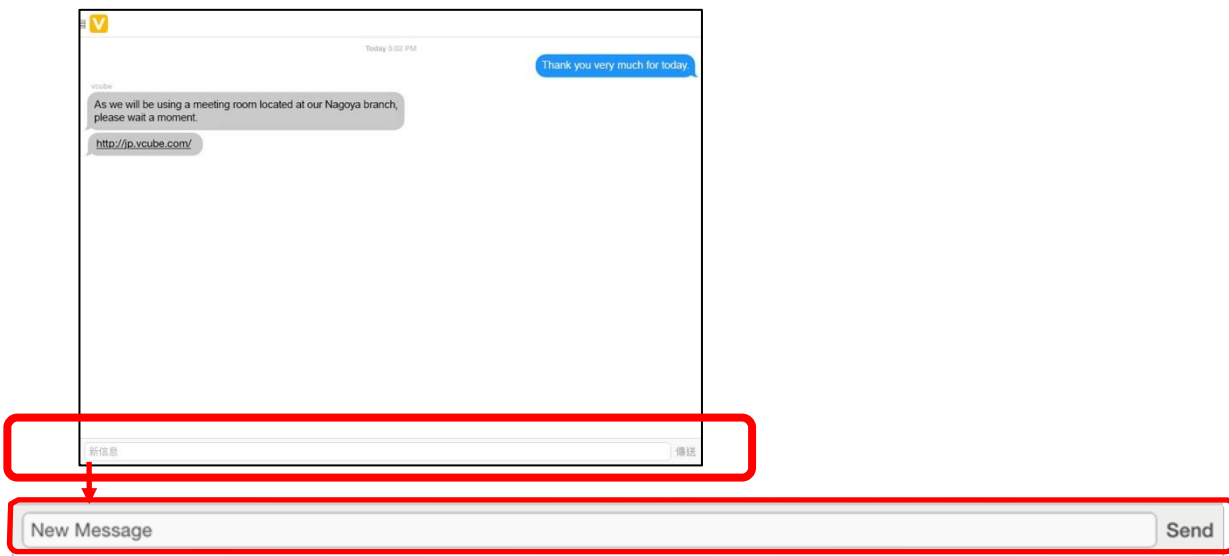 V
Today 5:02 PM
Thank you very much for today.
vcube
As we will be using a meeting room located at our Nagoya branch,
please wait a moment.
http://jp.vcube.com/
新信息
傳送
New Message
Send